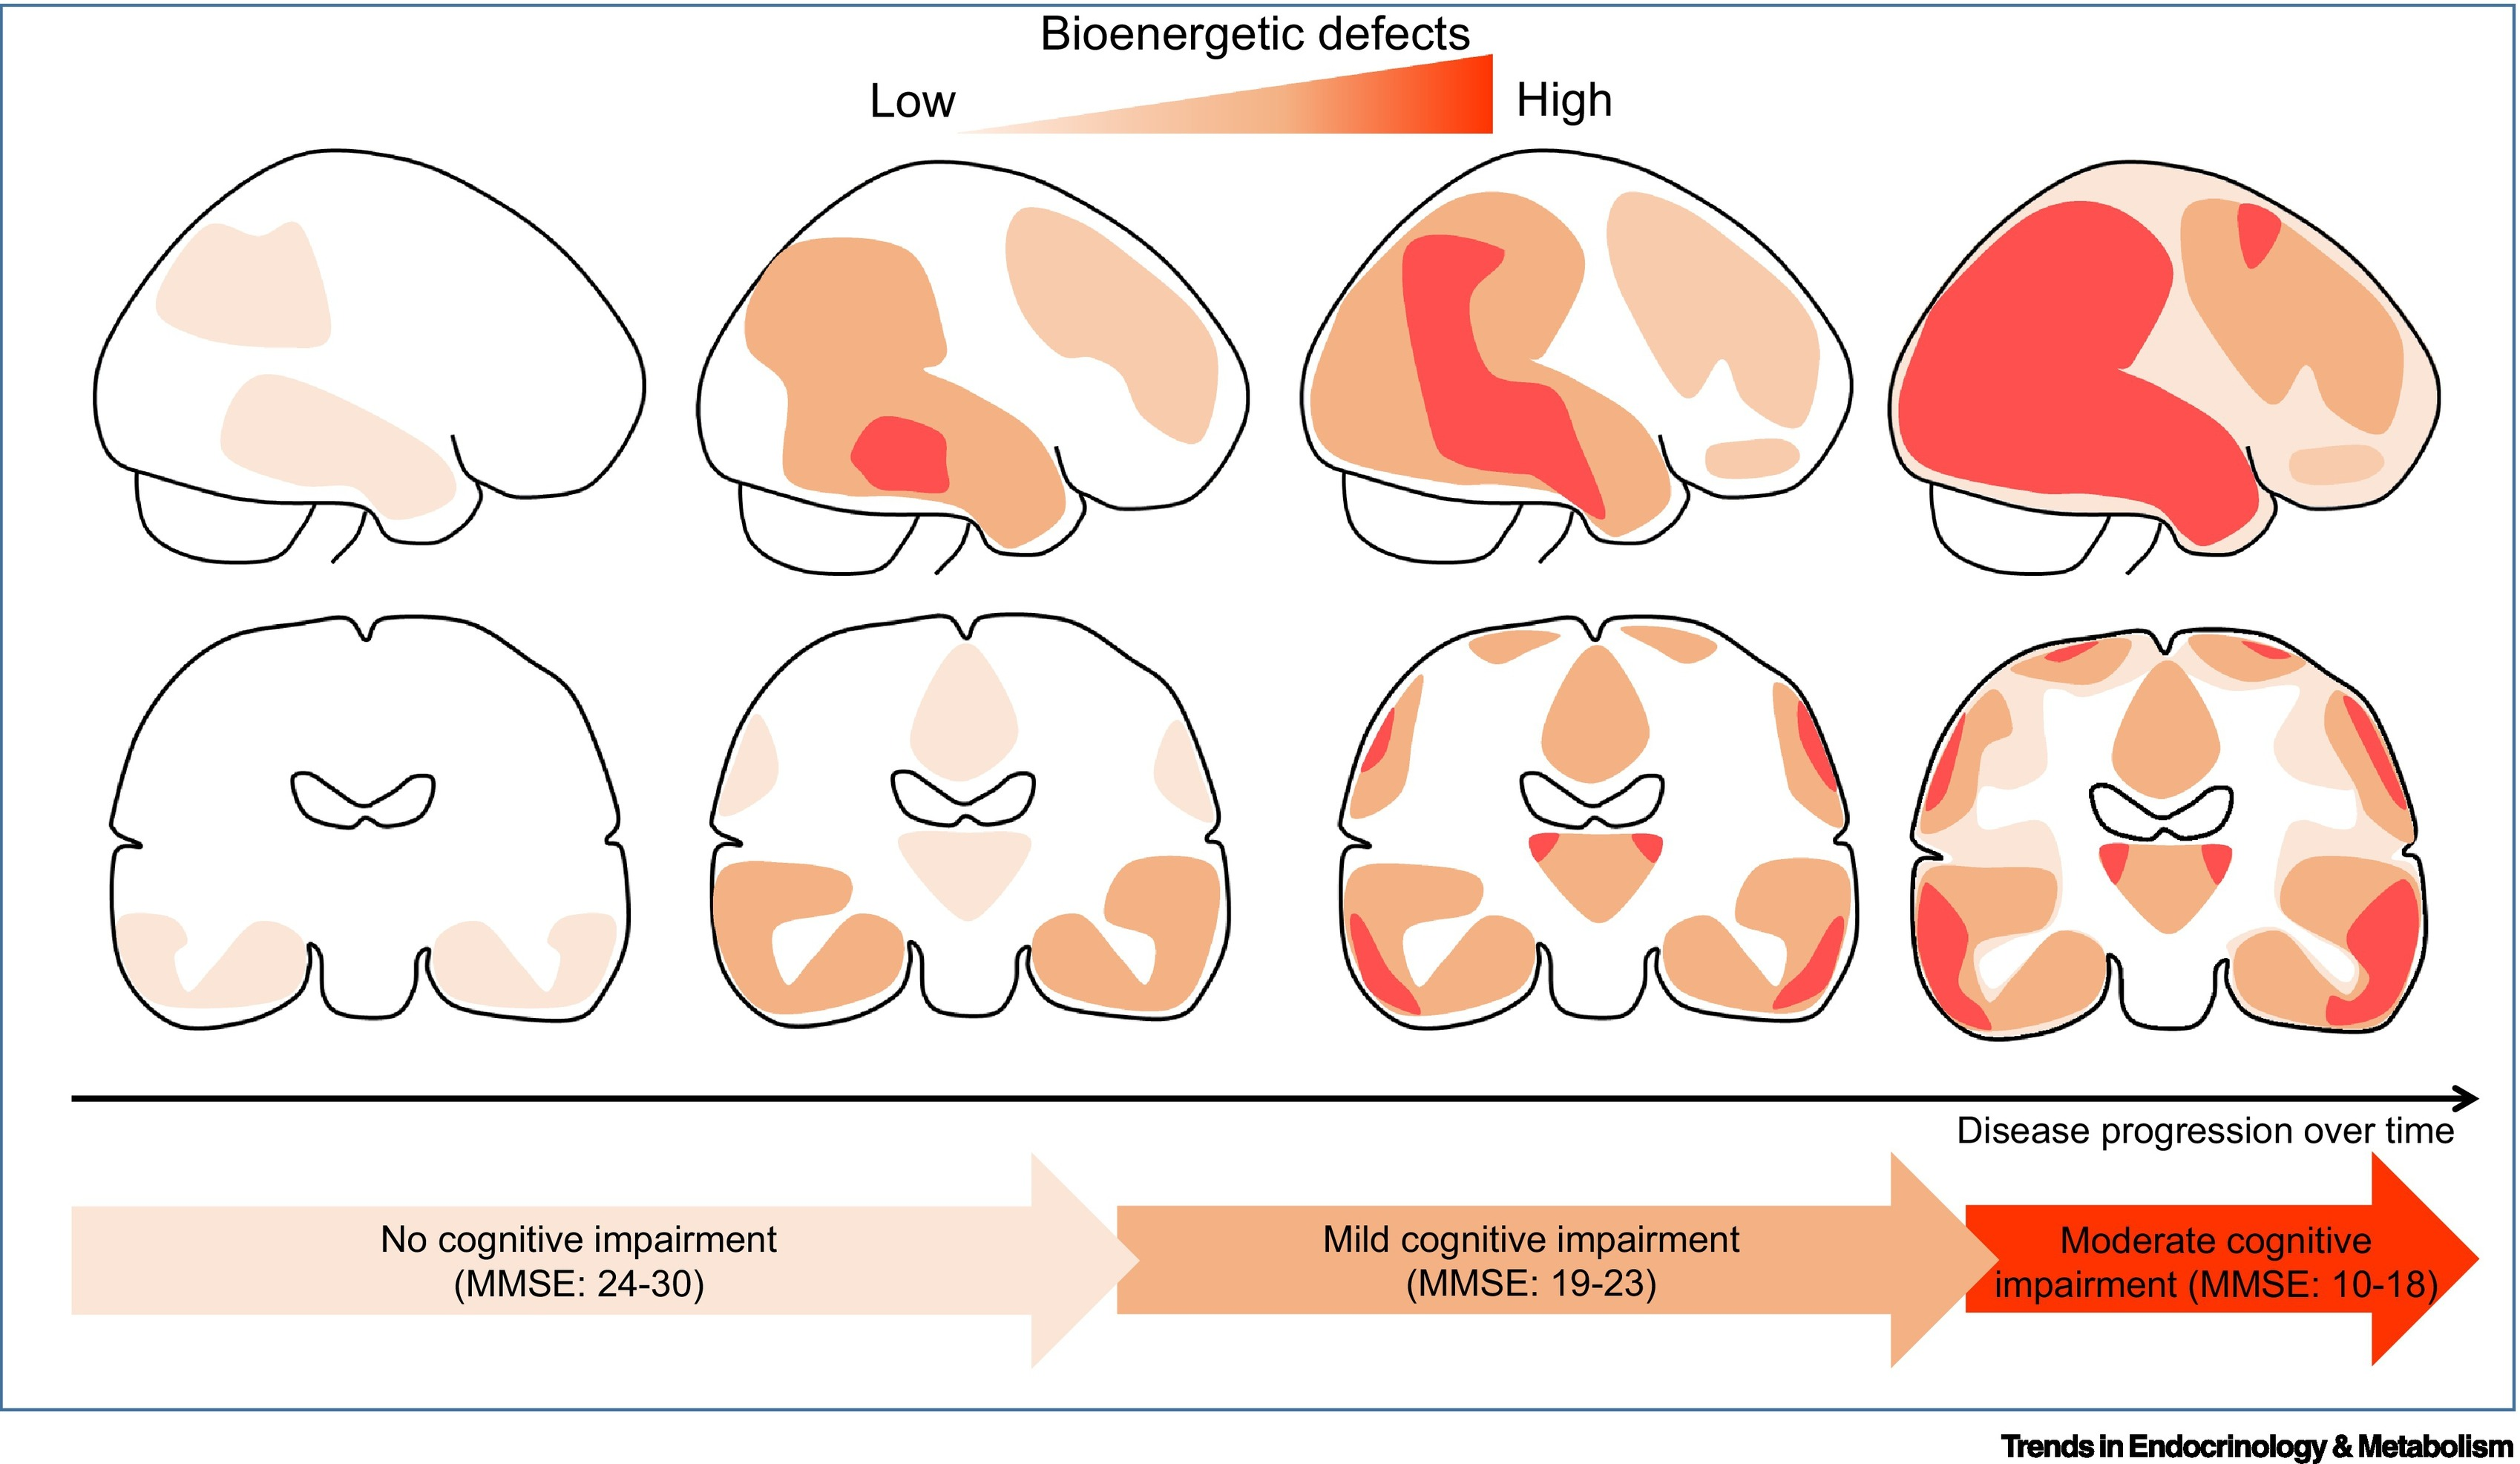 Bioenergetic defects
Low
High
Disease progression over time
No cognitive impairment
(MMSE: 24-30)
Mild cognitive impairment
(MMSE: 19-23)
Moderate cognitive
impairment (MMSE: 10-18)
Trends in Endocrinology & Metabolism